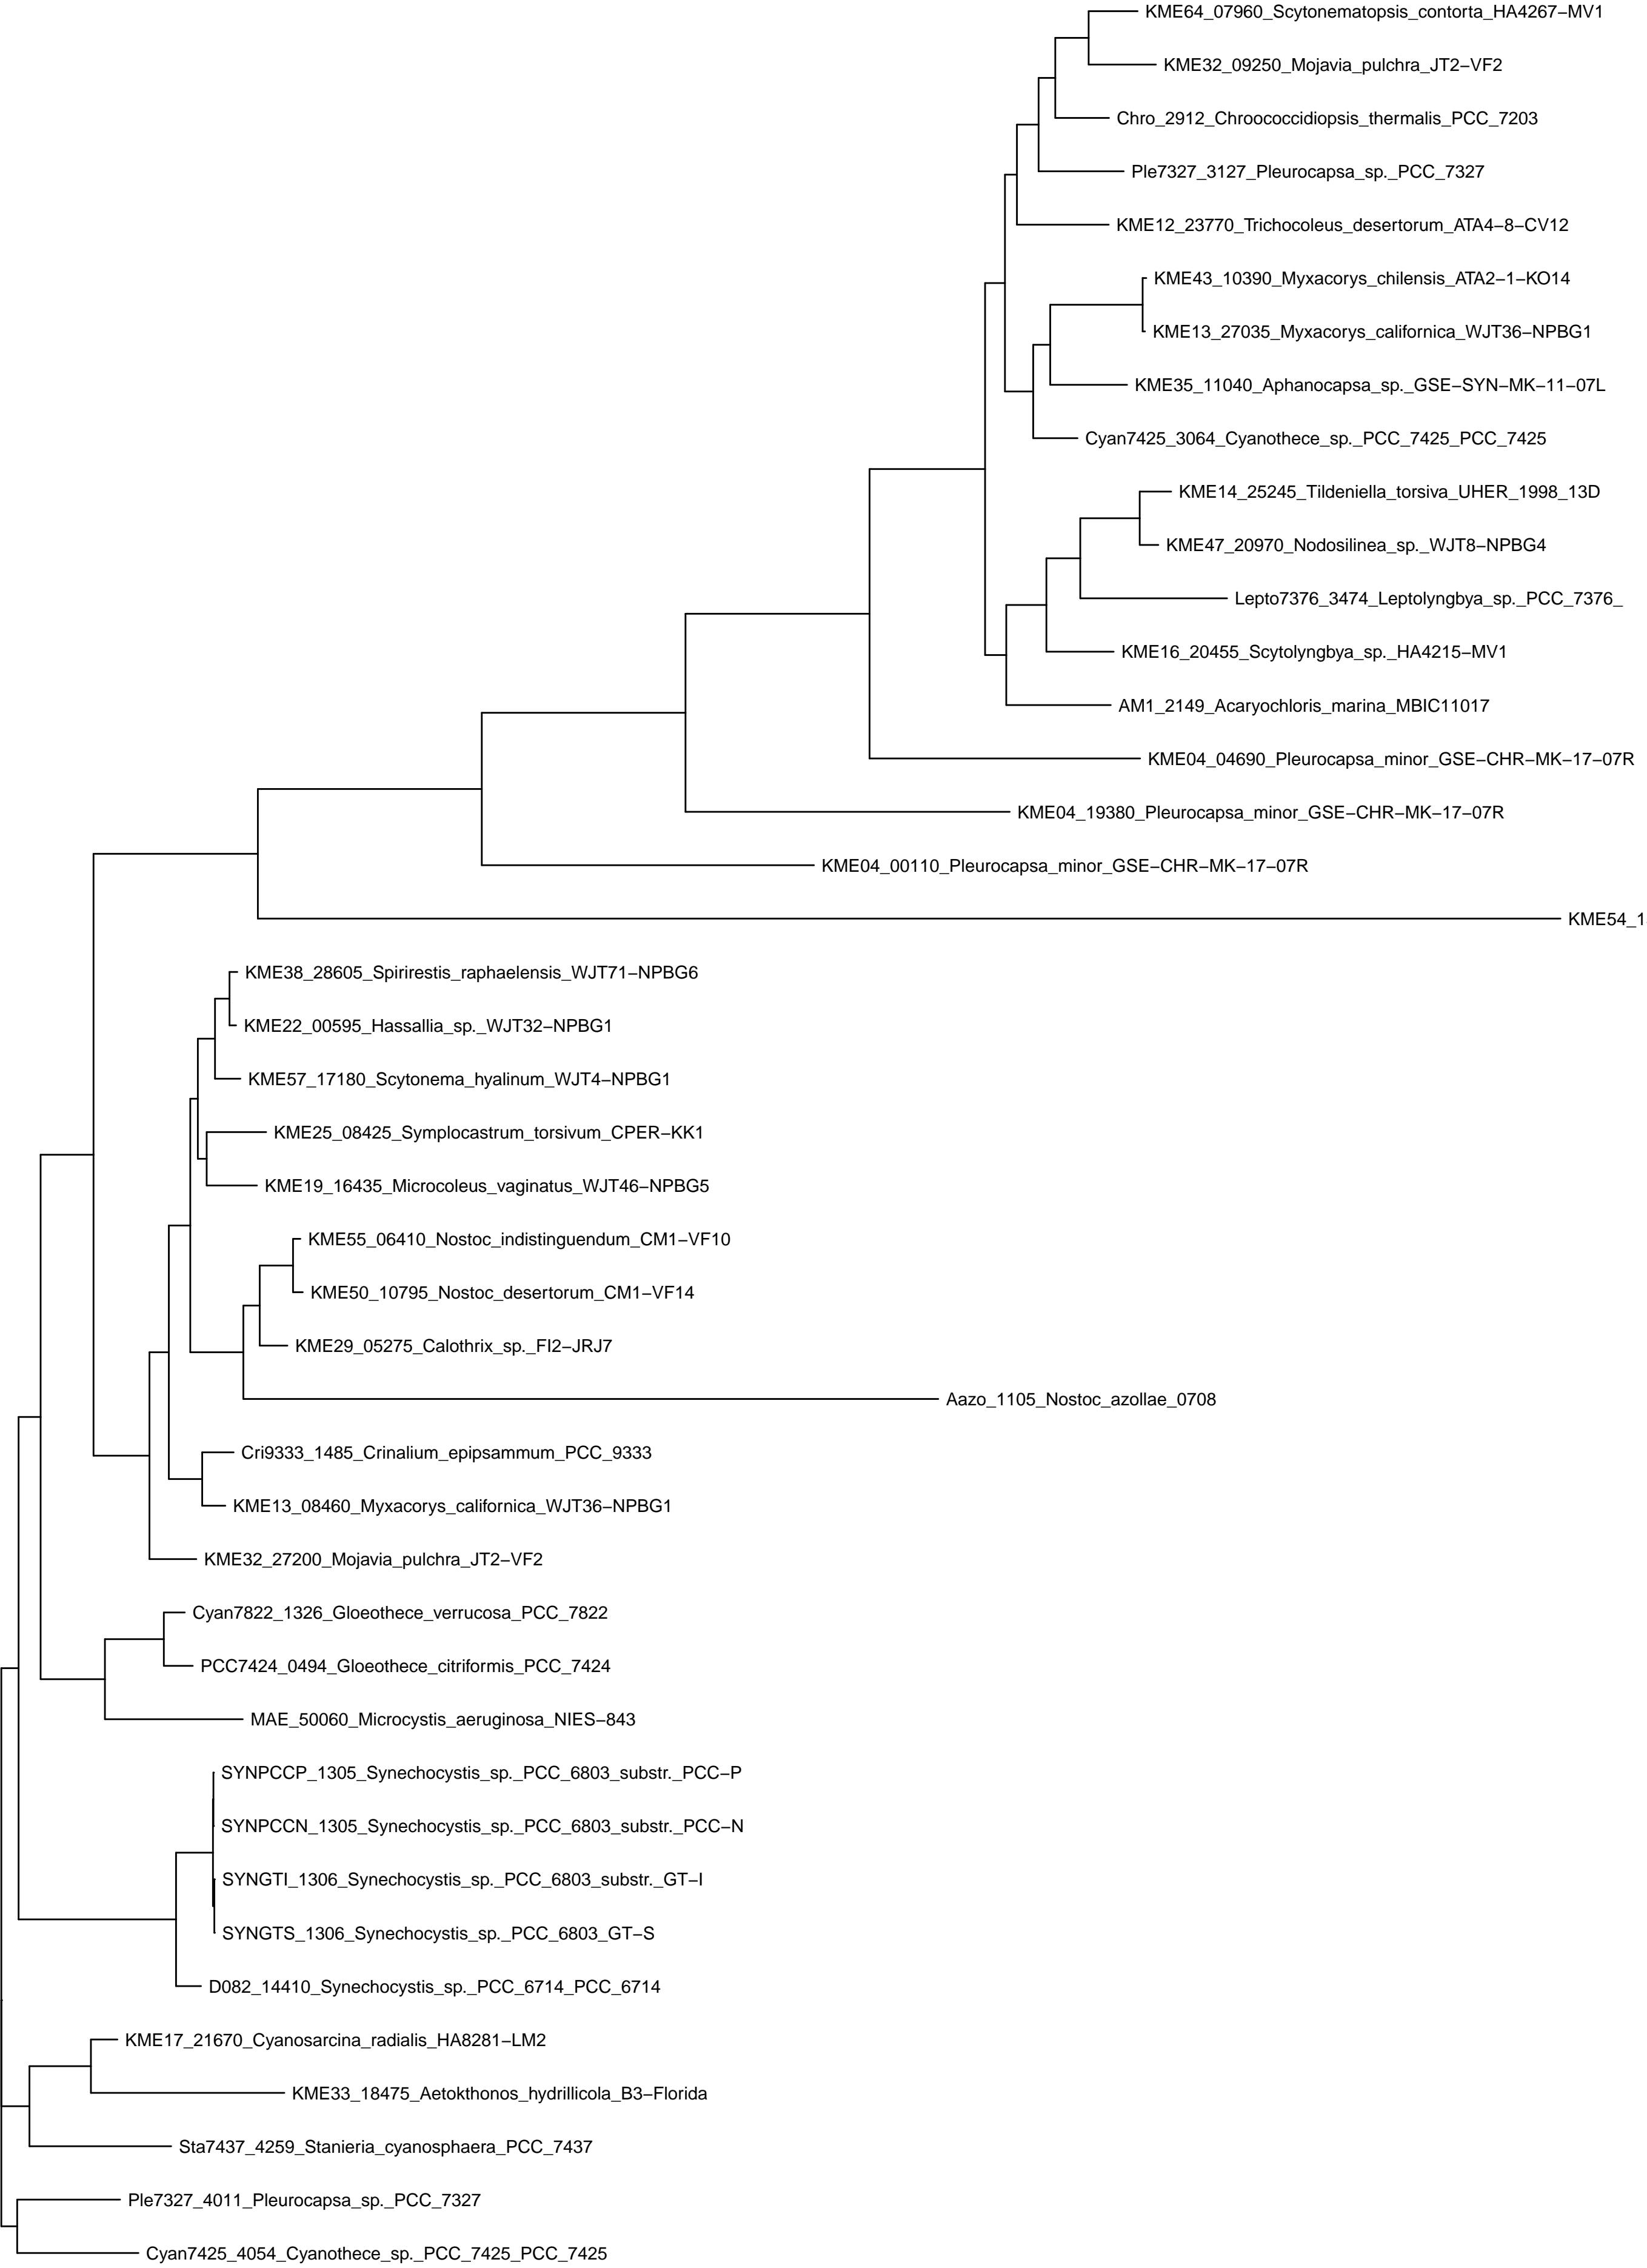 KME64_07960_Scytonematopsis_contorta_HA4267−MV1
KME32_09250_Mojavia_pulchra_JT2−VF2
Chro_2912_Chroococcidiopsis_thermalis_PCC_7203
Ple7327_3127_Pleurocapsa_sp._PCC_7327
KME12_23770_Trichocoleus_desertorum_ATA4−8−CV12
KME43_10390_Myxacorys_chilensis_ATA2−1−KO14
KME13_27035_Myxacorys_californica_WJT36−NPBG1
KME35_11040_Aphanocapsa_sp._GSE−SYN−MK−11−07L
Cyan7425_3064_Cyanothece_sp._PCC_7425_PCC_7425
KME14_25245_Tildeniella_torsiva_UHER_1998_13D
KME47_20970_Nodosilinea_sp._WJT8−NPBG4
Lepto7376_3474_Leptolyngbya_sp._PCC_7376_
KME16_20455_Scytolyngbya_sp._HA4215−MV1
AM1_2149_Acaryochloris_marina_MBIC11017
KME04_04690_Pleurocapsa_minor_GSE−CHR−MK−17−07R
KME04_19380_Pleurocapsa_minor_GSE−CHR−MK−17−07R
KME04_00110_Pleurocapsa_minor_GSE−CHR−MK−17−07R
KME54_1
KME38_28605_Spirirestis_raphaelensis_WJT71−NPBG6
KME22_00595_Hassallia_sp._WJT32−NPBG1
KME57_17180_Scytonema_hyalinum_WJT4−NPBG1
KME25_08425_Symplocastrum_torsivum_CPER−KK1
KME19_16435_Microcoleus_vaginatus_WJT46−NPBG5
KME55_06410_Nostoc_indistinguendum_CM1−VF10
KME50_10795_Nostoc_desertorum_CM1−VF14
KME29_05275_Calothrix_sp._FI2−JRJ7
Aazo_1105_Nostoc_azollae_0708
Cri9333_1485_Crinalium_epipsammum_PCC_9333
KME13_08460_Myxacorys_californica_WJT36−NPBG1
KME32_27200_Mojavia_pulchra_JT2−VF2
Cyan7822_1326_Gloeothece_verrucosa_PCC_7822
PCC7424_0494_Gloeothece_citriformis_PCC_7424
MAE_50060_Microcystis_aeruginosa_NIES−843
SYNPCCP_1305_Synechocystis_sp._PCC_6803_substr._PCC−P
SYNPCCN_1305_Synechocystis_sp._PCC_6803_substr._PCC−N
SYNGTI_1306_Synechocystis_sp._PCC_6803_substr._GT−I
SYNGTS_1306_Synechocystis_sp._PCC_6803_GT−S
D082_14410_Synechocystis_sp._PCC_6714_PCC_6714
KME17_21670_Cyanosarcina_radialis_HA8281−LM2
KME33_18475_Aetokthonos_hydrillicola_B3−Florida
Sta7437_4259_Stanieria_cyanosphaera_PCC_7437
Ple7327_4011_Pleurocapsa_sp._PCC_7327
Cyan7425_4054_Cyanothece_sp._PCC_7425_PCC_7425